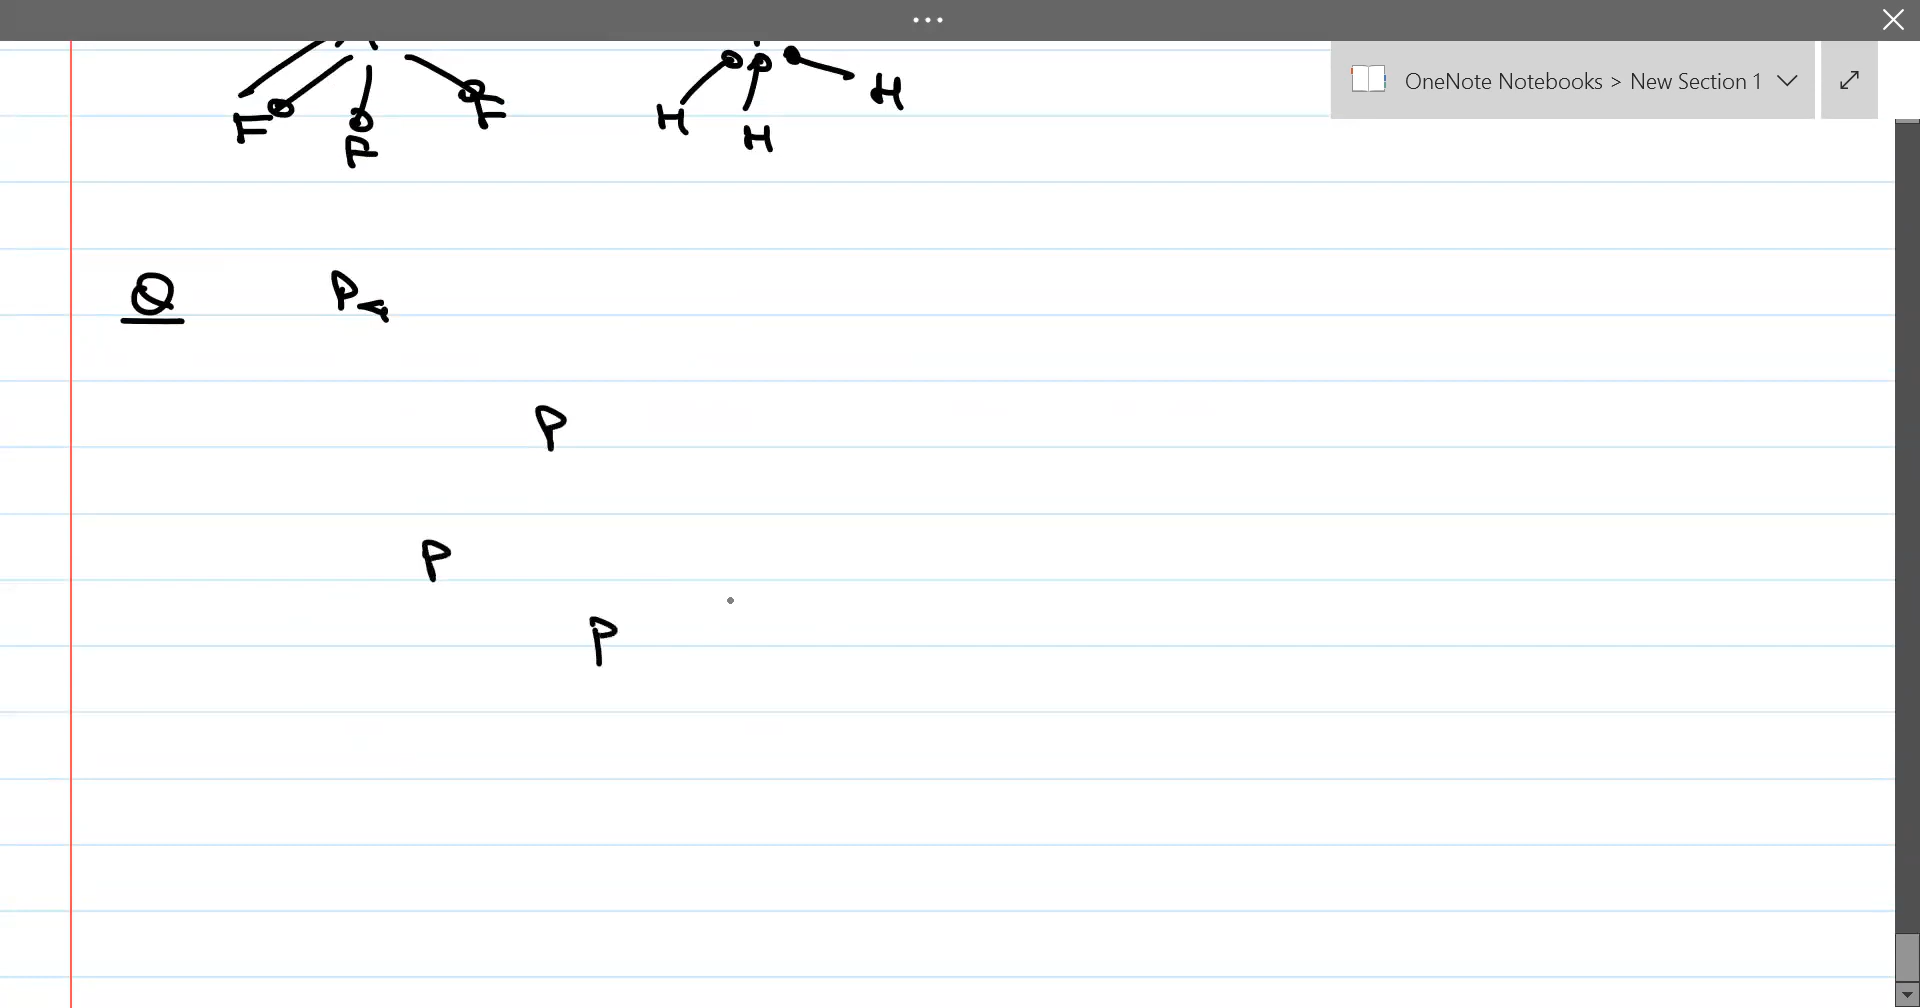 ...
OneNote Notebooks > New Section 1
F F F
H H H
Q P4
P
P
P